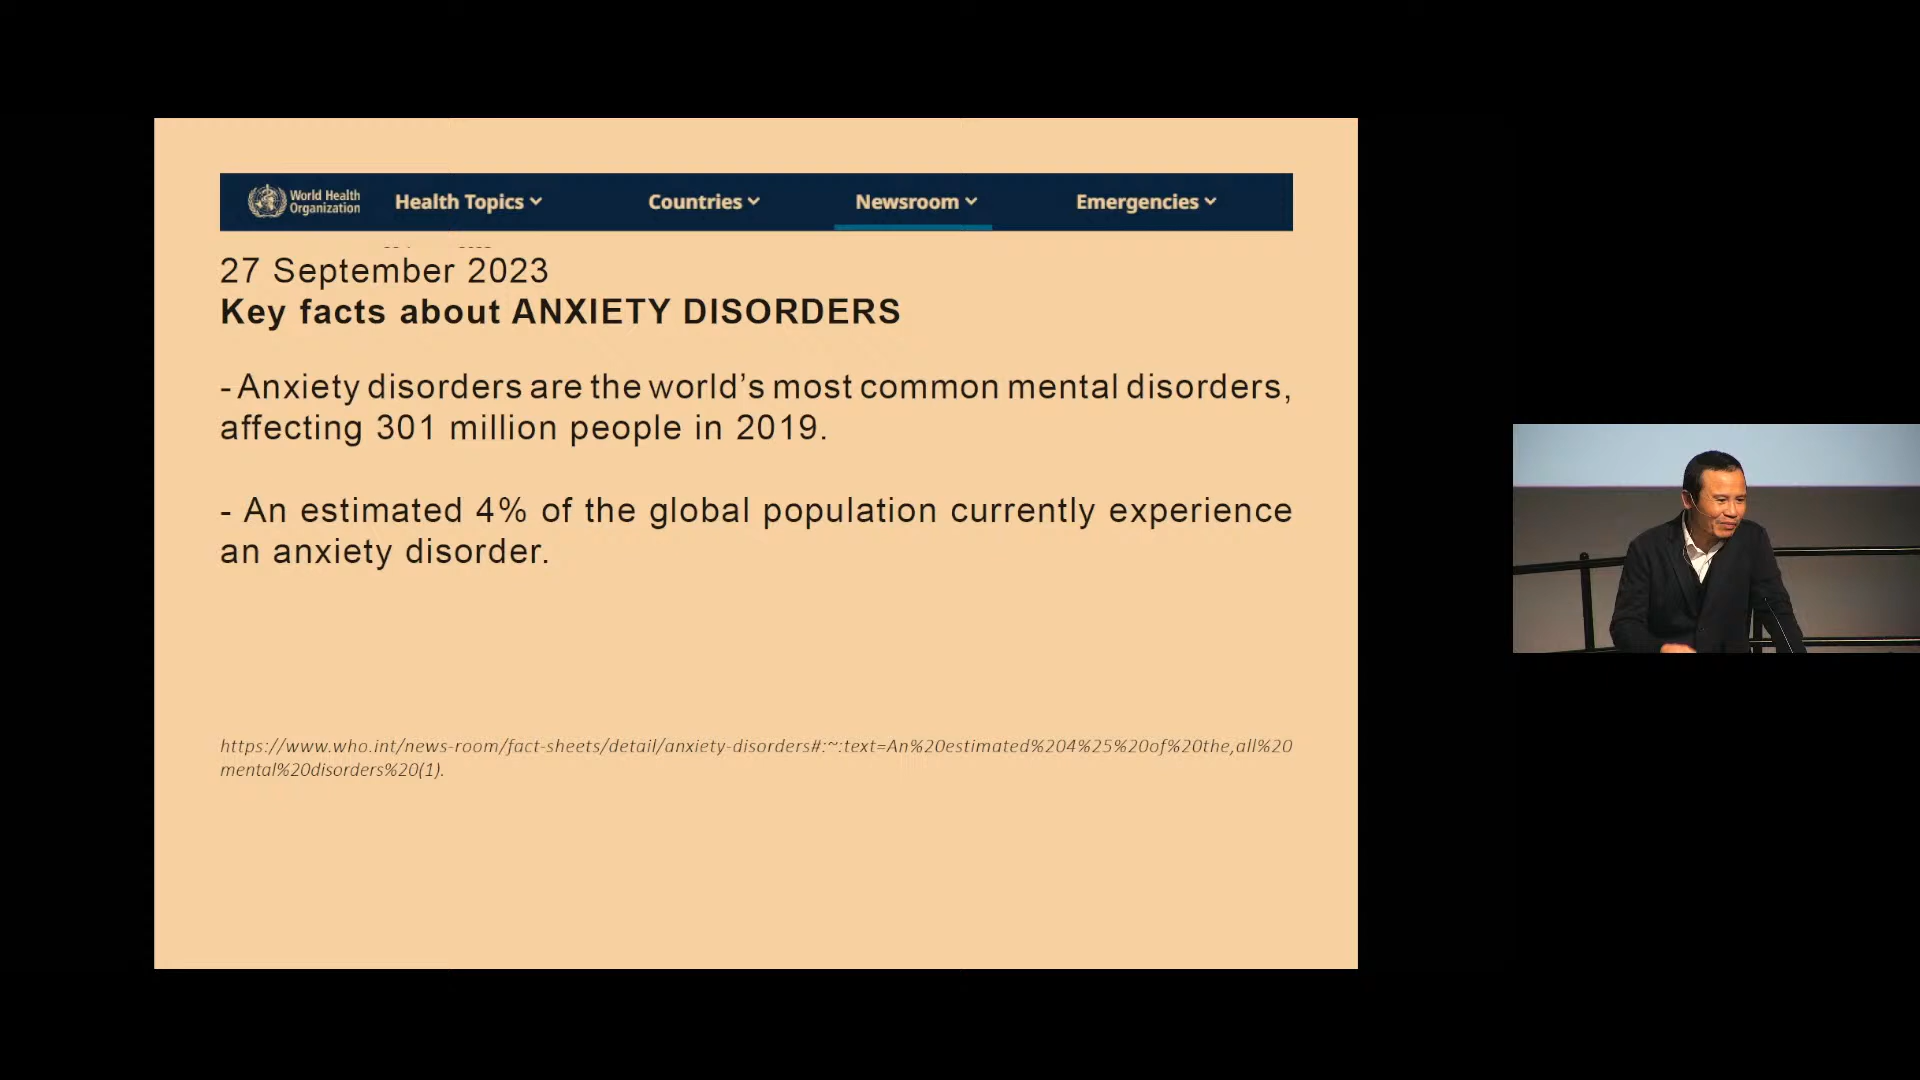 World Health
Organization
Health Topics
Countries
Newsroom
Emergencies
27 September 2023
Key facts about ANXIETY DISORDERS
- Anxiety disorders are the world’s most common mental disorders,
affecting 301 million people in 2019.
- An estimated 4% of the global population currently experience
an anxiety disorder.
https://www.who.int/news-room/fact-sheets/detail/anxiety-disorders#:~:text=An%20estimated%204%25%20of%20the,all%20
mental%20disorders%20(1).